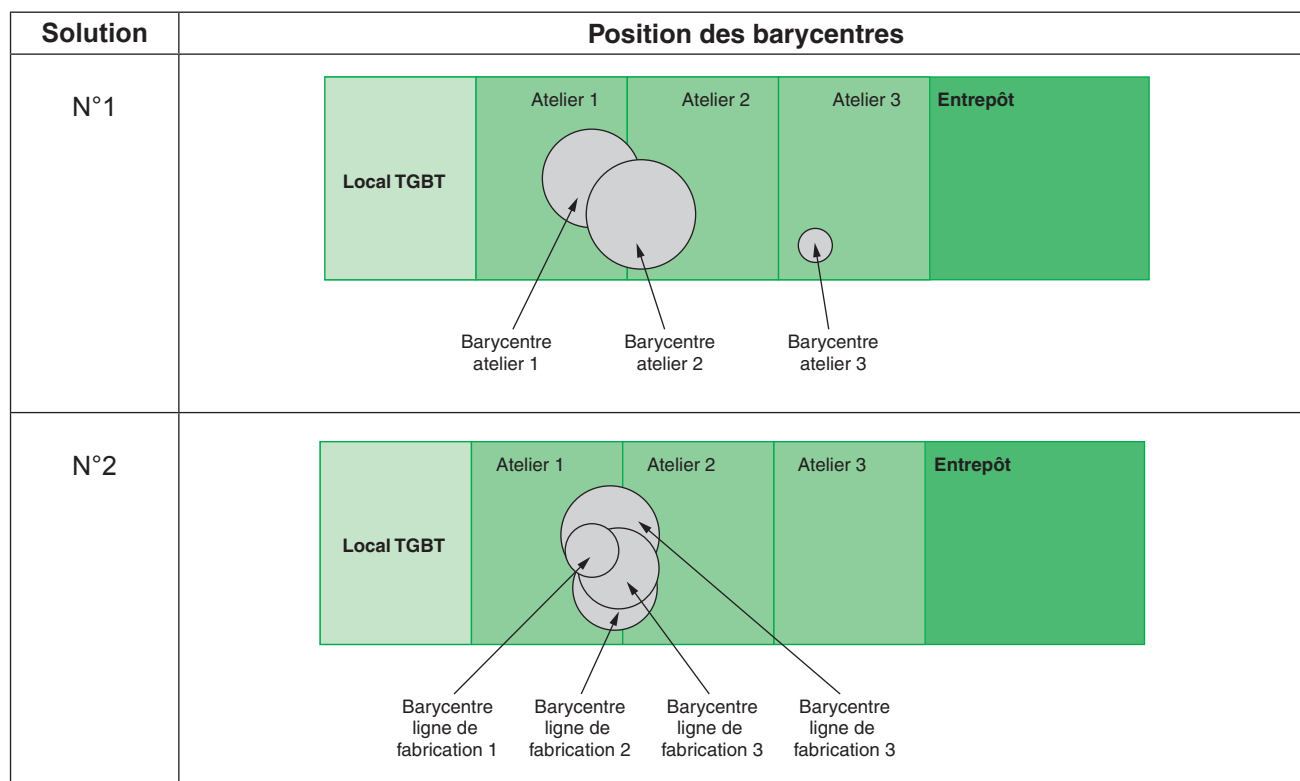 Solution
Position des barycentres
N°1
Atelier 1
Atelier 2
Atelier 3
Entrepôt
Local TGBT
Barycentre
atelier 1
Barycentre
atelier 2
Barycentre
atelier 3
N°2
Atelier 1
Atelier 2
Atelier 3
Entrepôt
Local TGBT
Barycentre
ligne de
fabrication 1
Barycentre
ligne de
fabrication 2
Barycentre
ligne de
fabrication 3
Barycentre
ligne de
fabrication 3